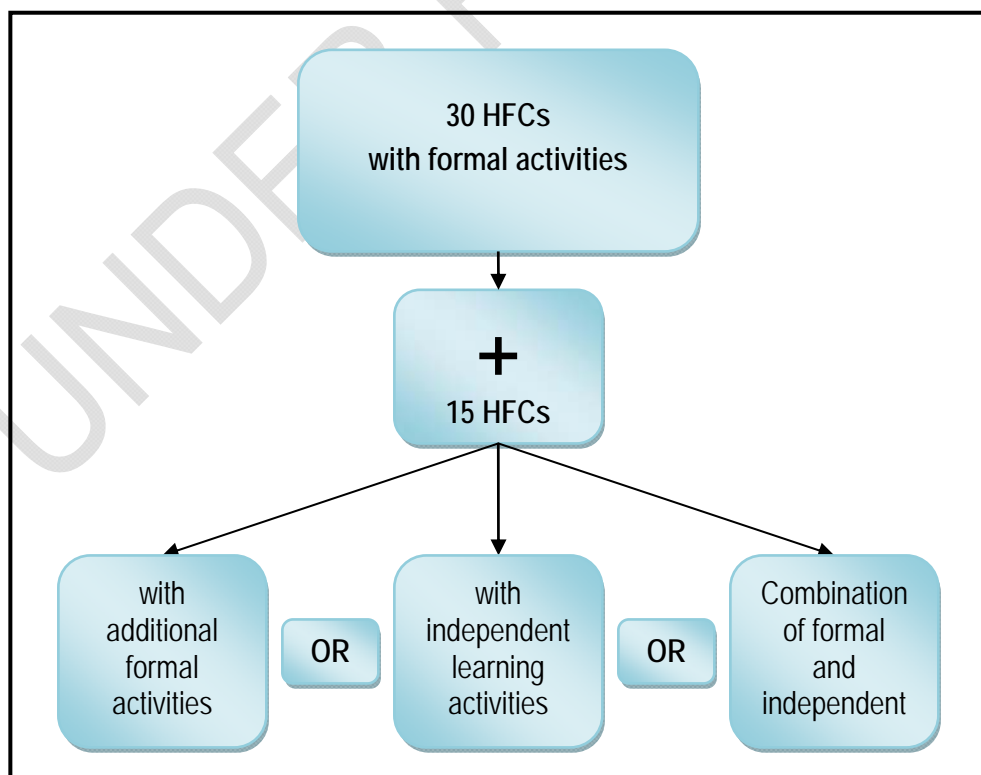 30 HFCs
with formal activities
+
15 HFCs
with
additional
formal
activities
OR
with
independent
learning
activities
OR
Combination
of formal
and
independent
UNDER